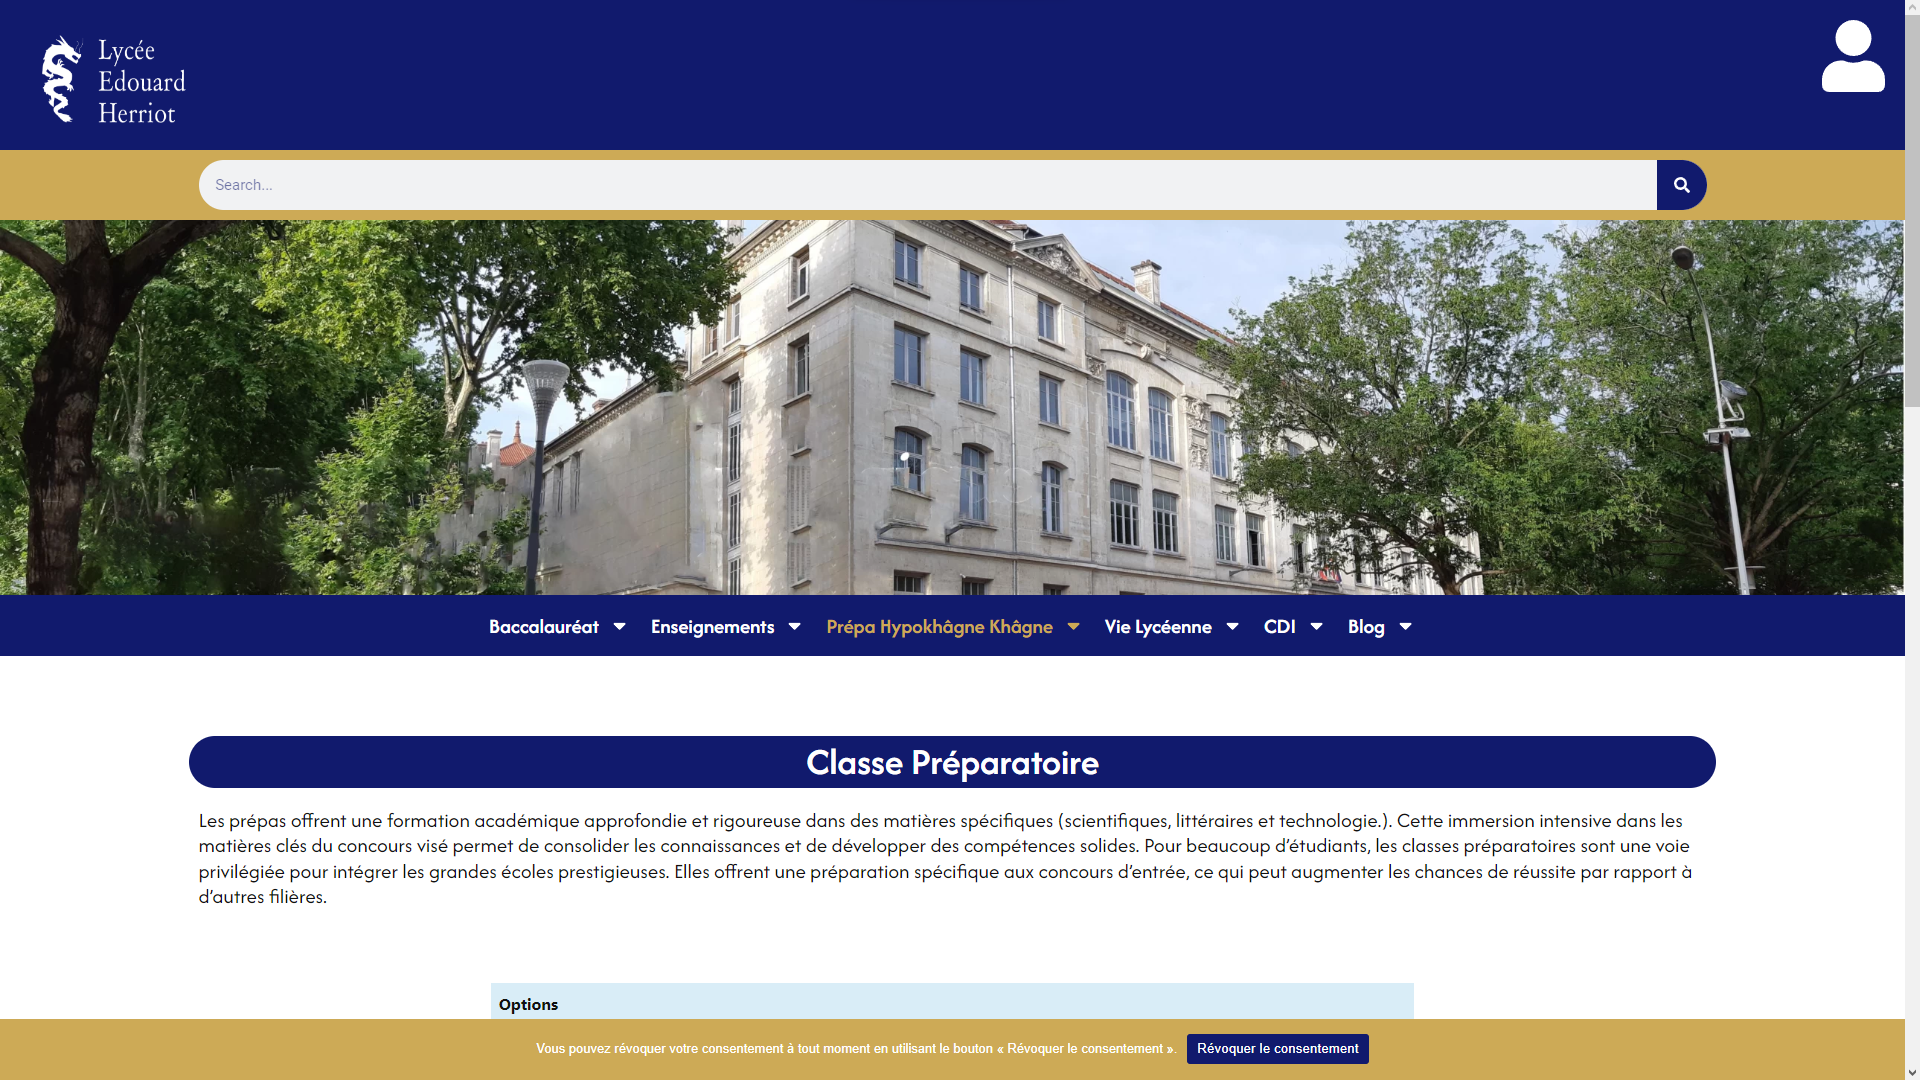 Lycée
Edouard
Herriot
Search...
Baccalauréat
Enseignements
Prépa Hypokhâgne Khâgne
Vie Lycéenne
CDI
Blog
Classe Préparatoire
Les prépas offrent une formation académique approfondie et rigoureuse dans des matières spécifiques (scientifiques, littéraires et technologie.). Cette immersion intensive dans les
matières clés du concours visé permet de consolider les connaissances et de développer des compétences solides. Pour beaucoup d’étudiants, les classes préparatoires sont une voie
privilégiée pour intégrer les grandes écoles prestigieuses. Elles offrent une préparation spécifique aux concours d’entrée, ce qui peut augmenter les chances de réussite par rapport à
d’autres filières.
Options
Vous pouvez révoquer votre consentement à tout moment en utilisant le bouton « Révoquer le consentement ».
Révoquer le consentement